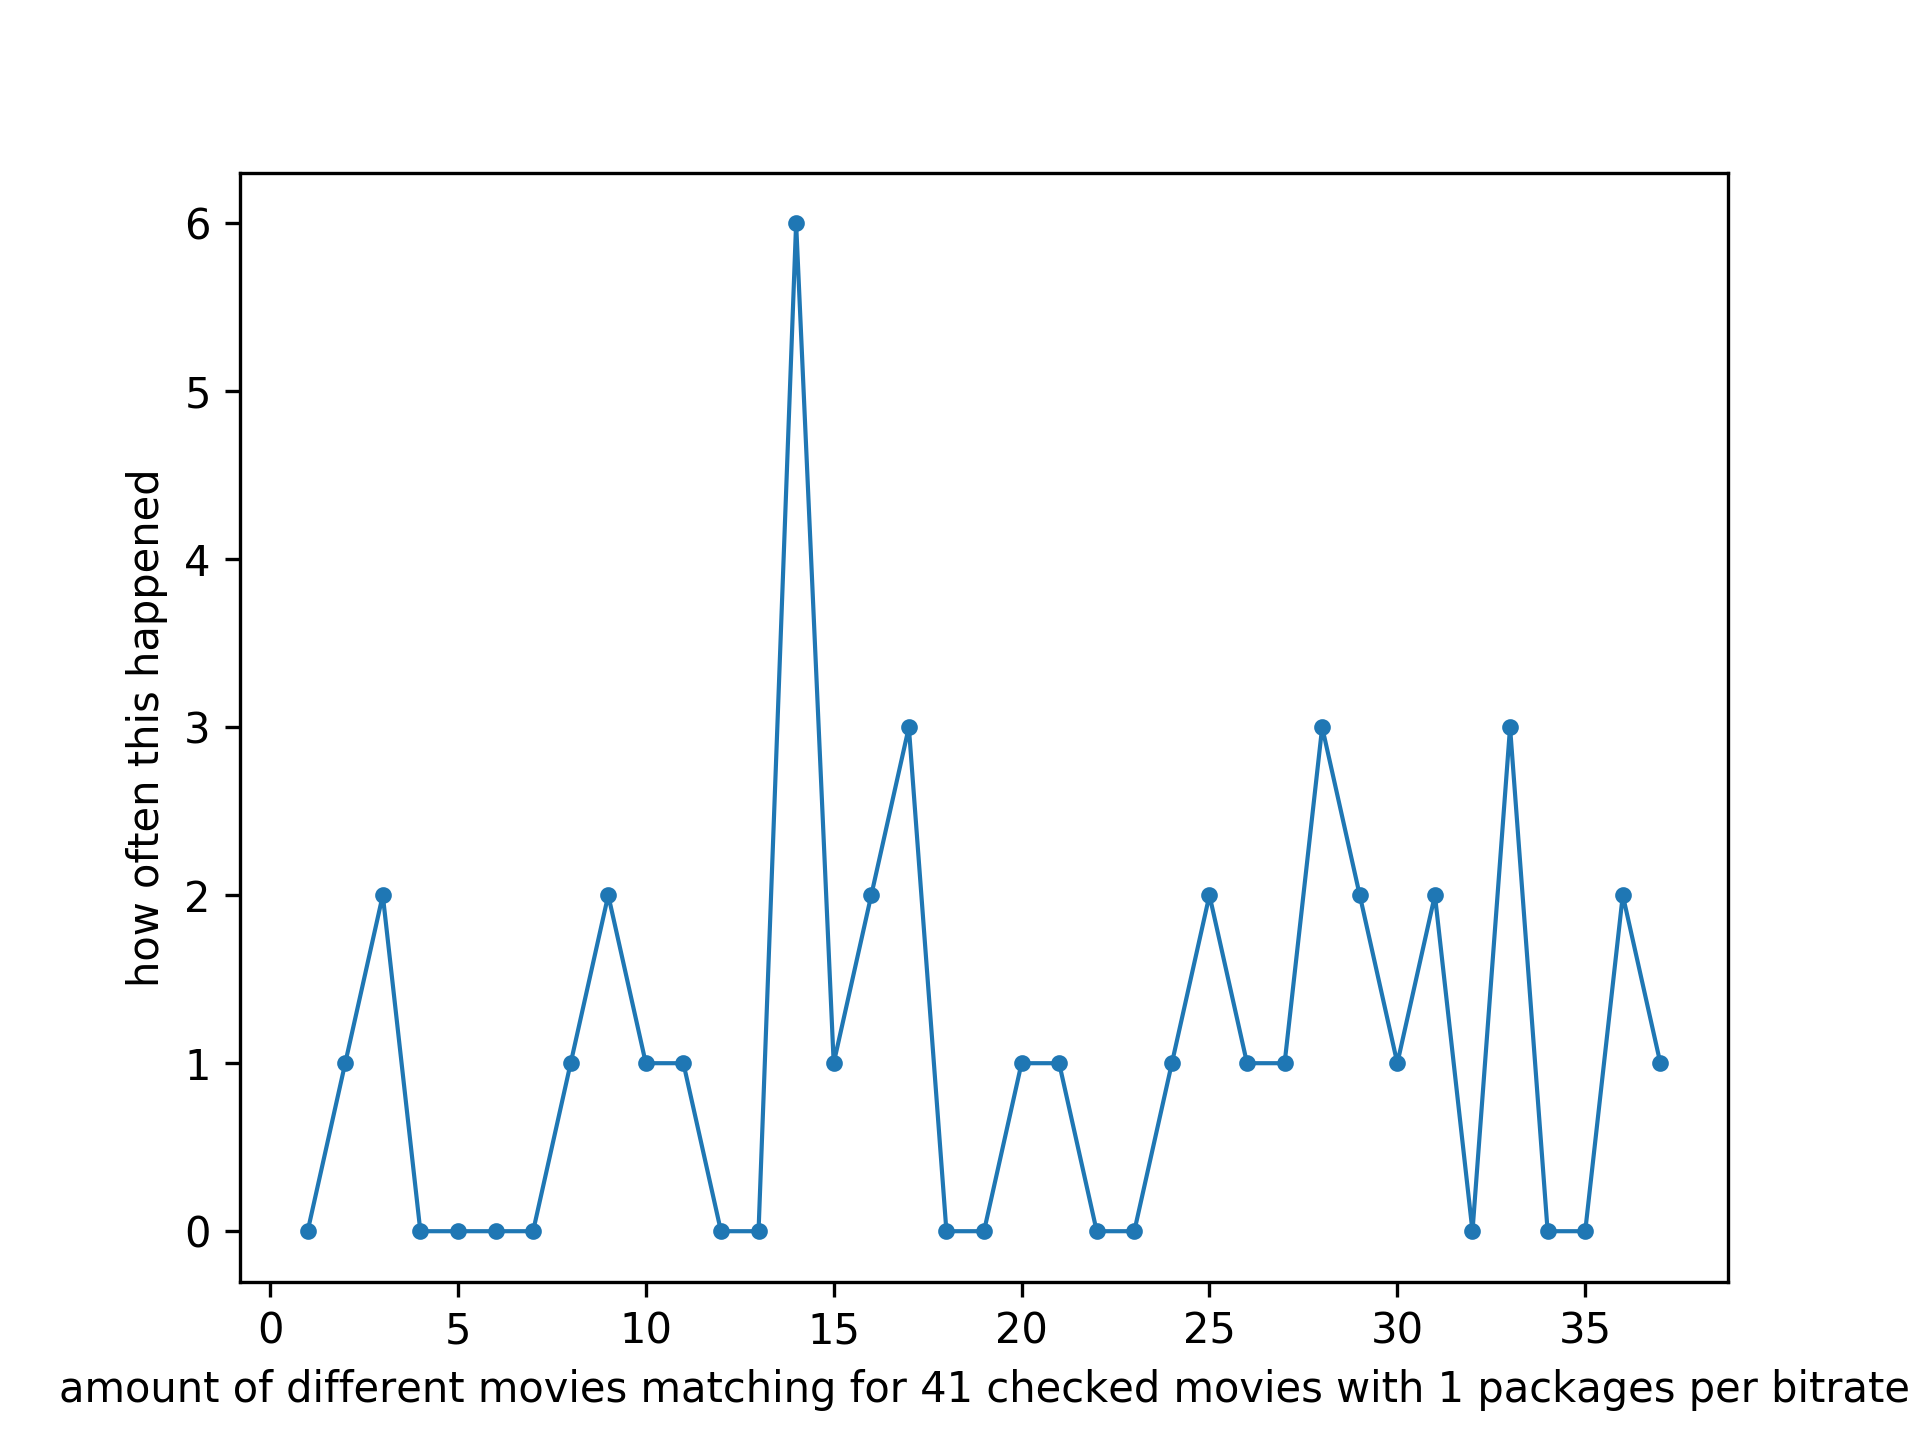 6
5
4
3
2
1
0
how often this happened
0 5 10 15 20 25 30 35
amount of different movies matching for 41 checked movies with 1 packages per bitrate